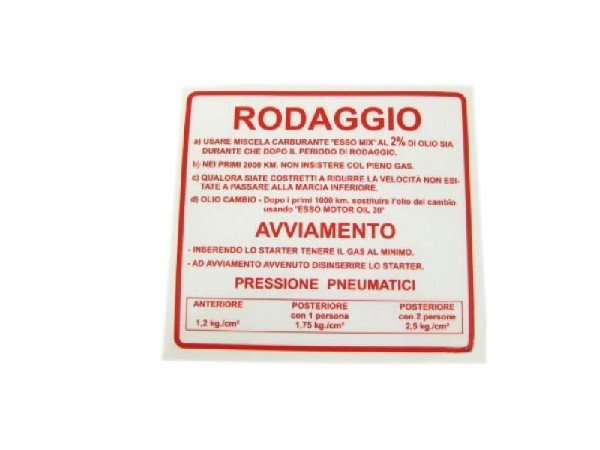 RODAGGIO
a) USARE MISCELA CARBURANTE "ESSO MIX" AL 2% DI OLIO SIA
DURANTE CHE DOPO IL PERIODO DI RODAGGIO.
b) NEI PRIMI 2000 KM. NON INSISTERE COL PIENO GAS.
c) QUALORA SIATE COSTRETTI A RIDURRE LA VELOCITÀ NON ESI-
TATE A PASSARE ALLA MARCIA INFERIORE.
d) OLIO CAMBIO - Dopo i primi 1000 km. sostituire l'olio del cambio
usando "ESSO MOTOR OIL 20"
AVVIAMENTO
- INSERENDO LO STARTER TENERE IL GAS AL MINIMO.
- AD AVVIAMENTO AVVENUTO DISINSERIRE LO STARTER.
PRESSIONE PNEUMATICI
ANTERIORE POSTERIORE POSTERIORE
con 1 persona con 2 persone
1,2 kg./cm² 1,75 kg./cm² 2,5 kg./cm²